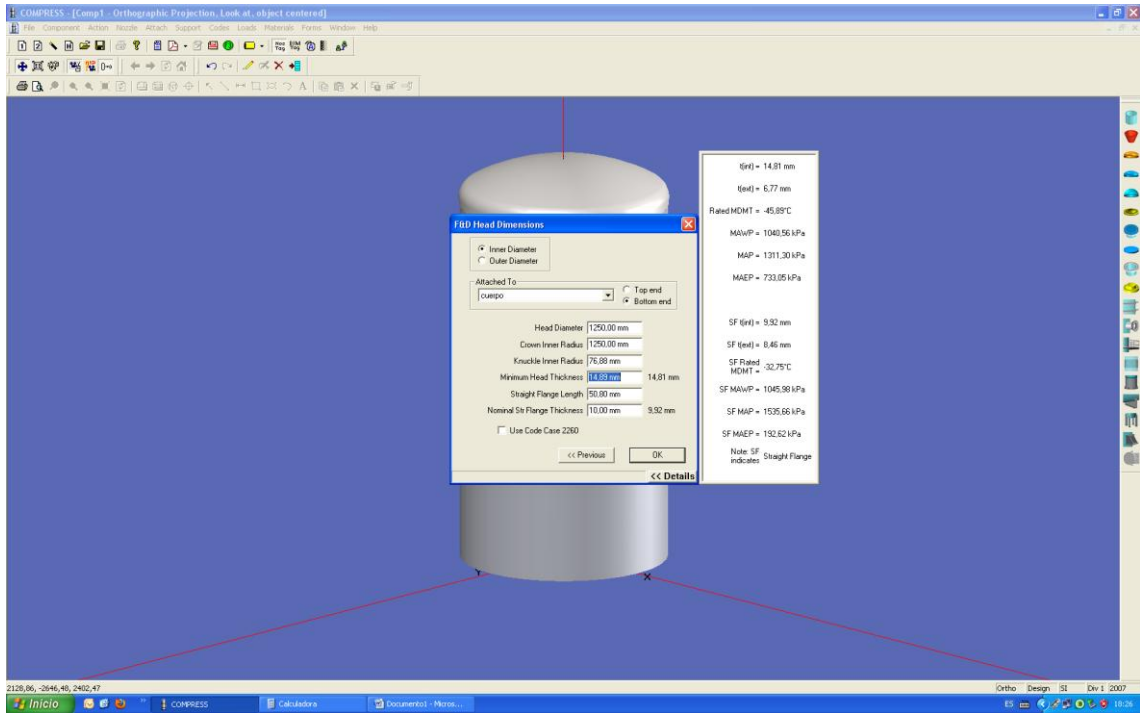 COMPRESS - [Comp1 - Orthographic Projection, Look at, object centered]
File Component Action Nozzle Attach Support Codes Loads Materials Forms Window Help
F&D Head Dimensions
Inner Diameter
Outer Diameter
Attached To
cuerpo
Top end
Bottom end
Head Diameter 1250,00 mm
Crown Inner Radius 1250,00 mm
Knuckle Inner Radius 76,88 mm
Minimum Head Thickness 14,89 mm 14,81 mm
Straight Flange Length 50,80 mm
Nominal Str Flange Thickness 10,00 mm 9,92 mm
Use Code Case 2260
<< Previous OK
<< Details
t(int) = 14,81 mm
t(ext) = 6,77 mm
Rated MDMT = -45,89°C
MAWP = 1040,56 kPa
MAP = 1311,30 kPa
MAEP = 733,05 kPa
SF t(int) = 9,92 mm
SF t(ext) = 8,46 mm
SF Rated MDMT = -32,75°C
SF MAWP = 1045,98 kPa
SF MAP = 1535,66 kPa
SF MAEP = 192,62 kPa
Note: SF indicates Straight Flange
Y
X
2128,86, -2646,48, 2402,47
Ortho Design SI Div 1 2007
Inicio
COMPRESS
Calculadora
Documento1 - Micros...
ES
18:26